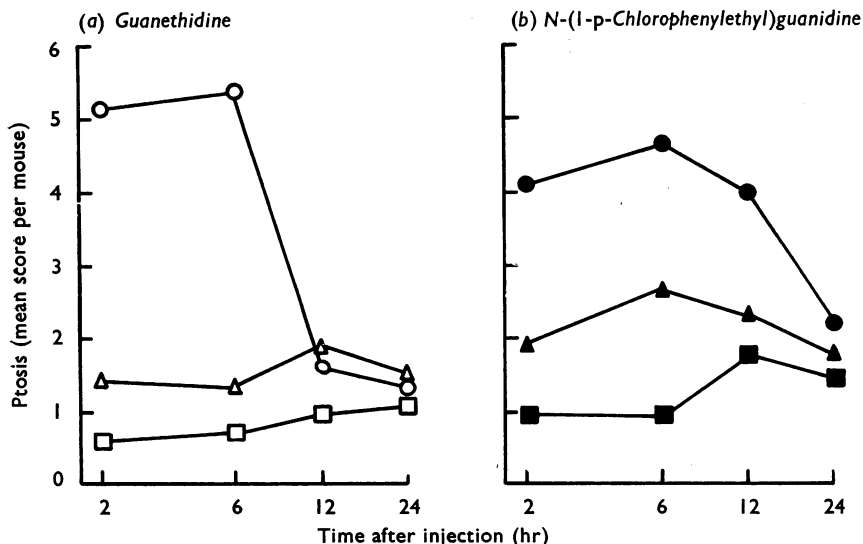 (a) Guanethidine
(b) N-(1-p-Chlorophenylethyl)guanidine
6
5
4
3
2
1
0
Ptosis (mean score per mouse)
2 6 12 24
2 6 12 24
Time after injection (hr)